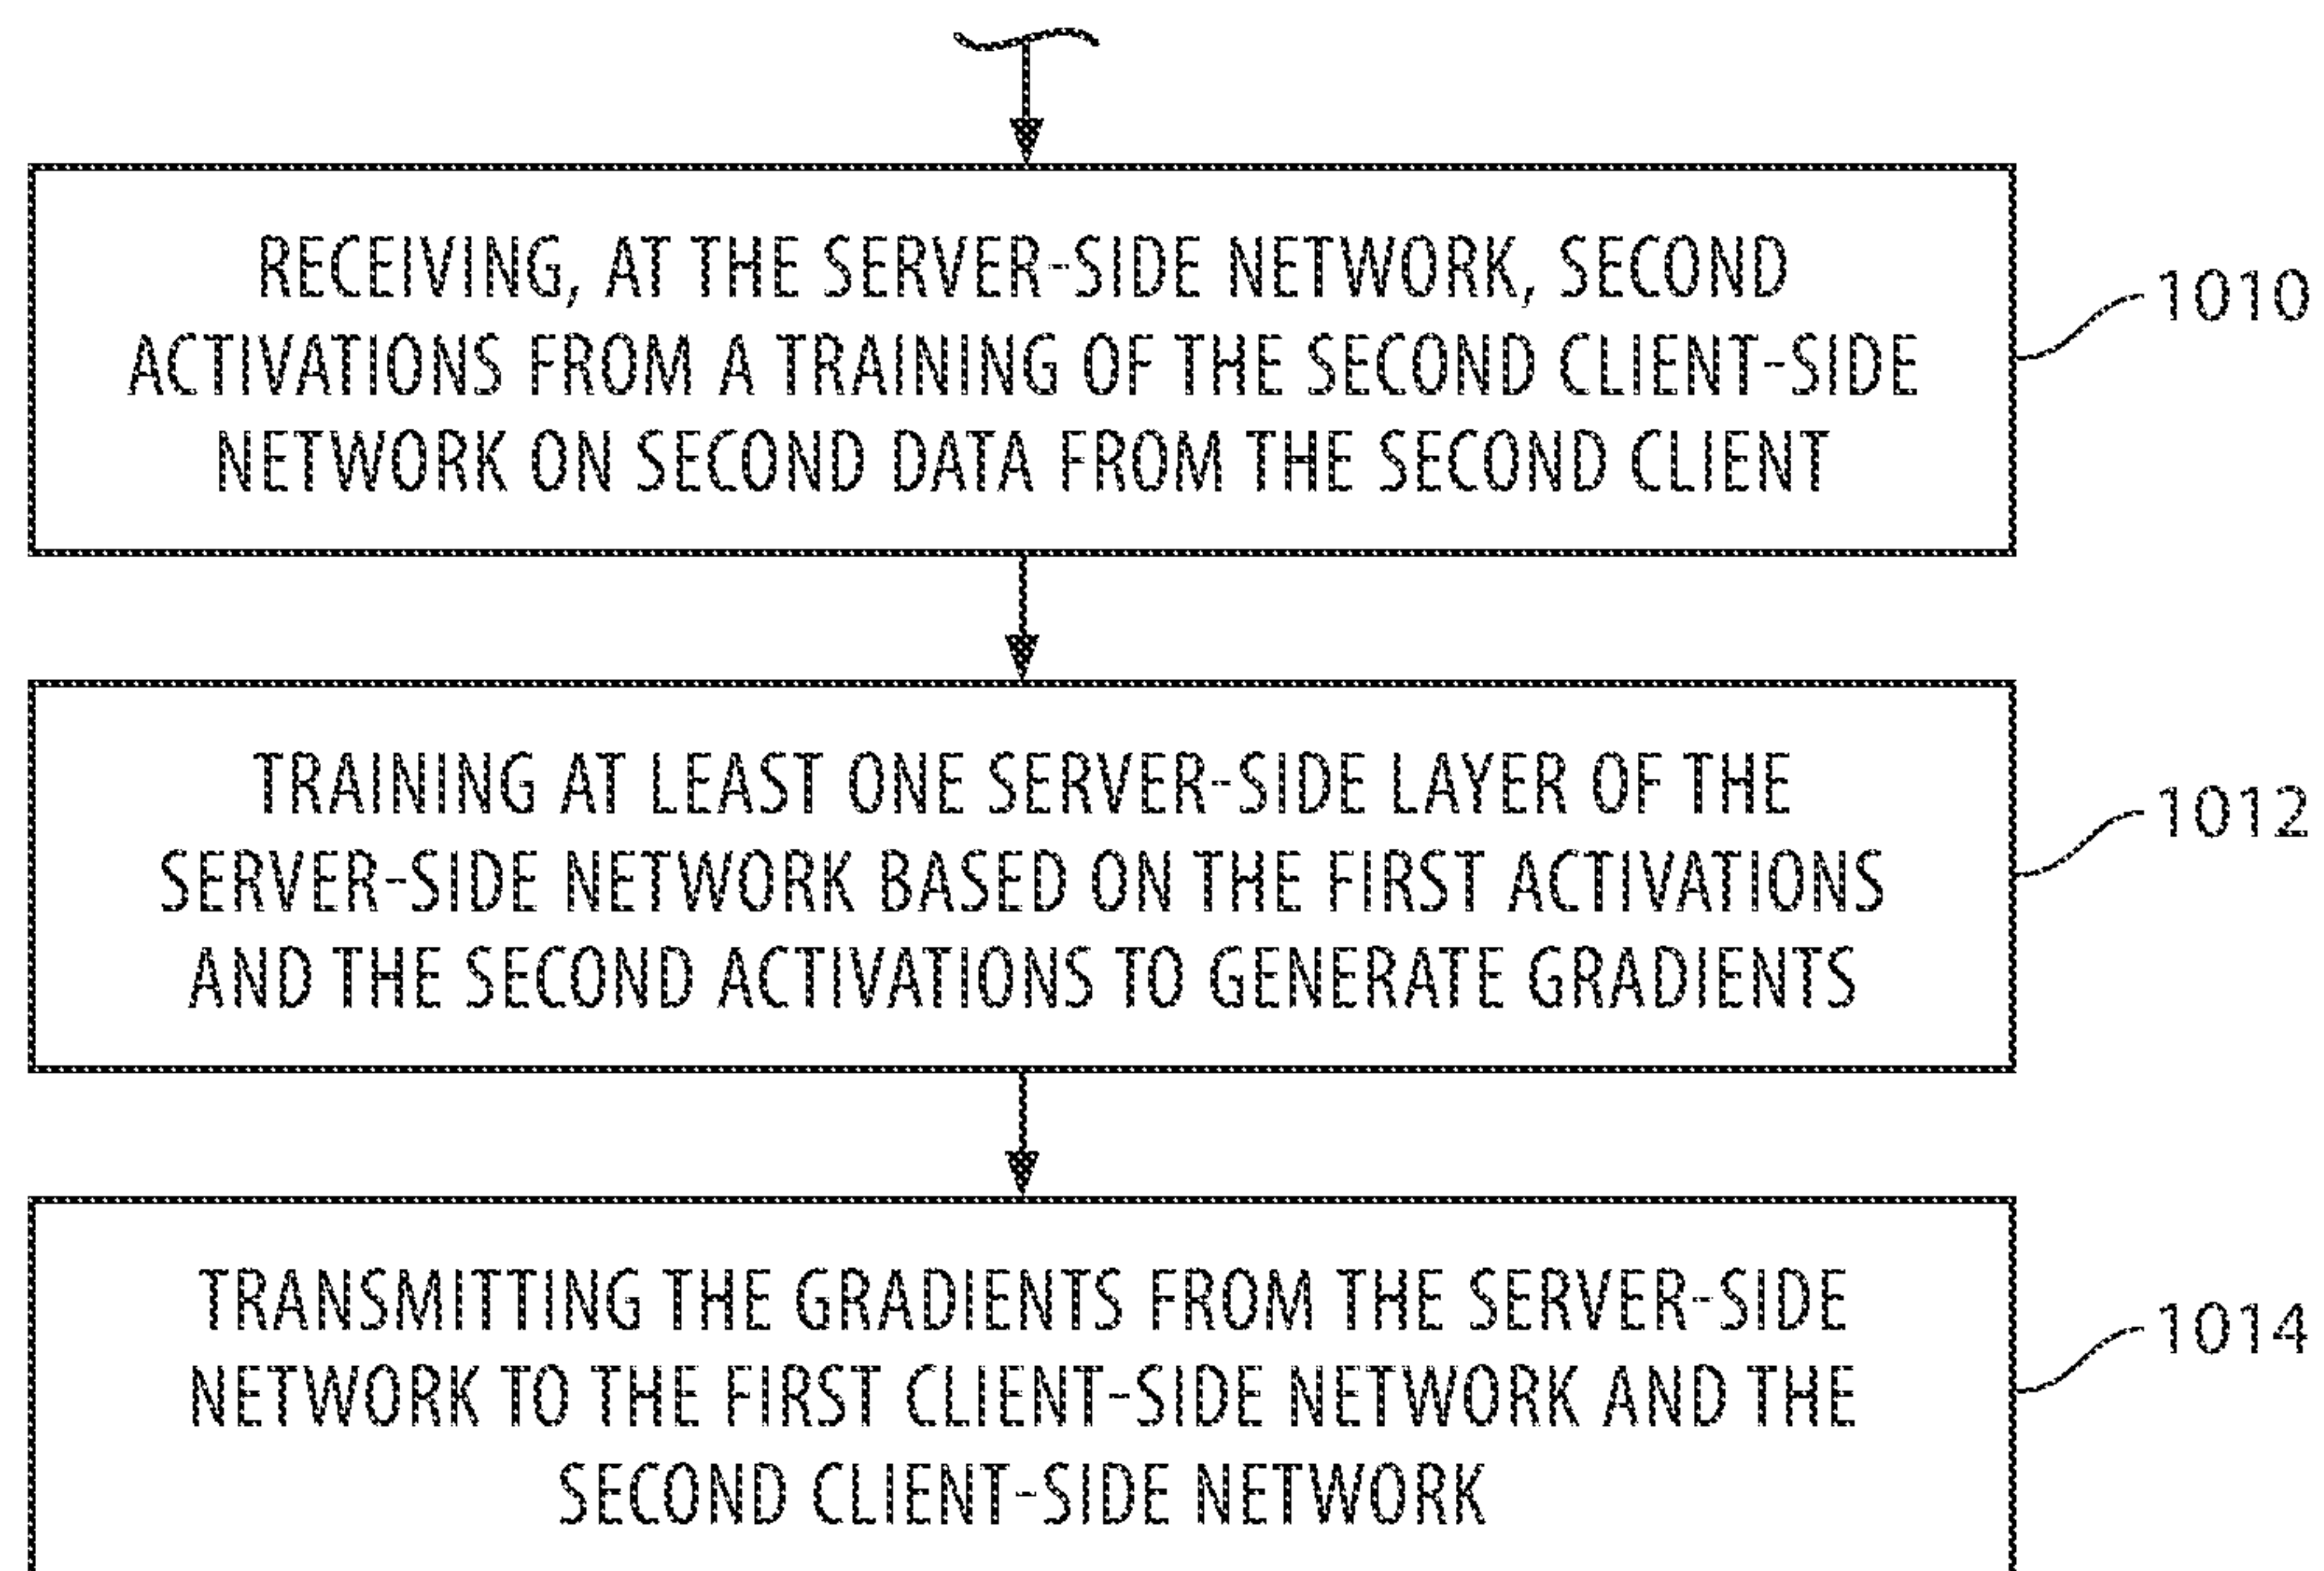 RECEIVING, AT THE SERVER-SIDE NETWORK, SECOND
ACTIVATIONS FROM A TRAINING OF THE SECOND CLIENT-SIDE
NETWORK ON SECOND DATA FROM THE SECOND CLIENT
1010
TRAINING AT LEAST ONE SERVER-SIDE LAYER OF THE
SERVER-SIDE NETWORK BASED ON THE FIRST ACTIVATIONS
AND THE SECOND ACTIVATIONS TO GENERATE GRADIENTS
1012
TRANSMITTING THE GRADIENTS FROM THE SERVER-SIDE
NETWORK TO THE FIRST CLIENT-SIDE NETWORK AND THE
SECOND CLIENT-SIDE NETWORK
1014